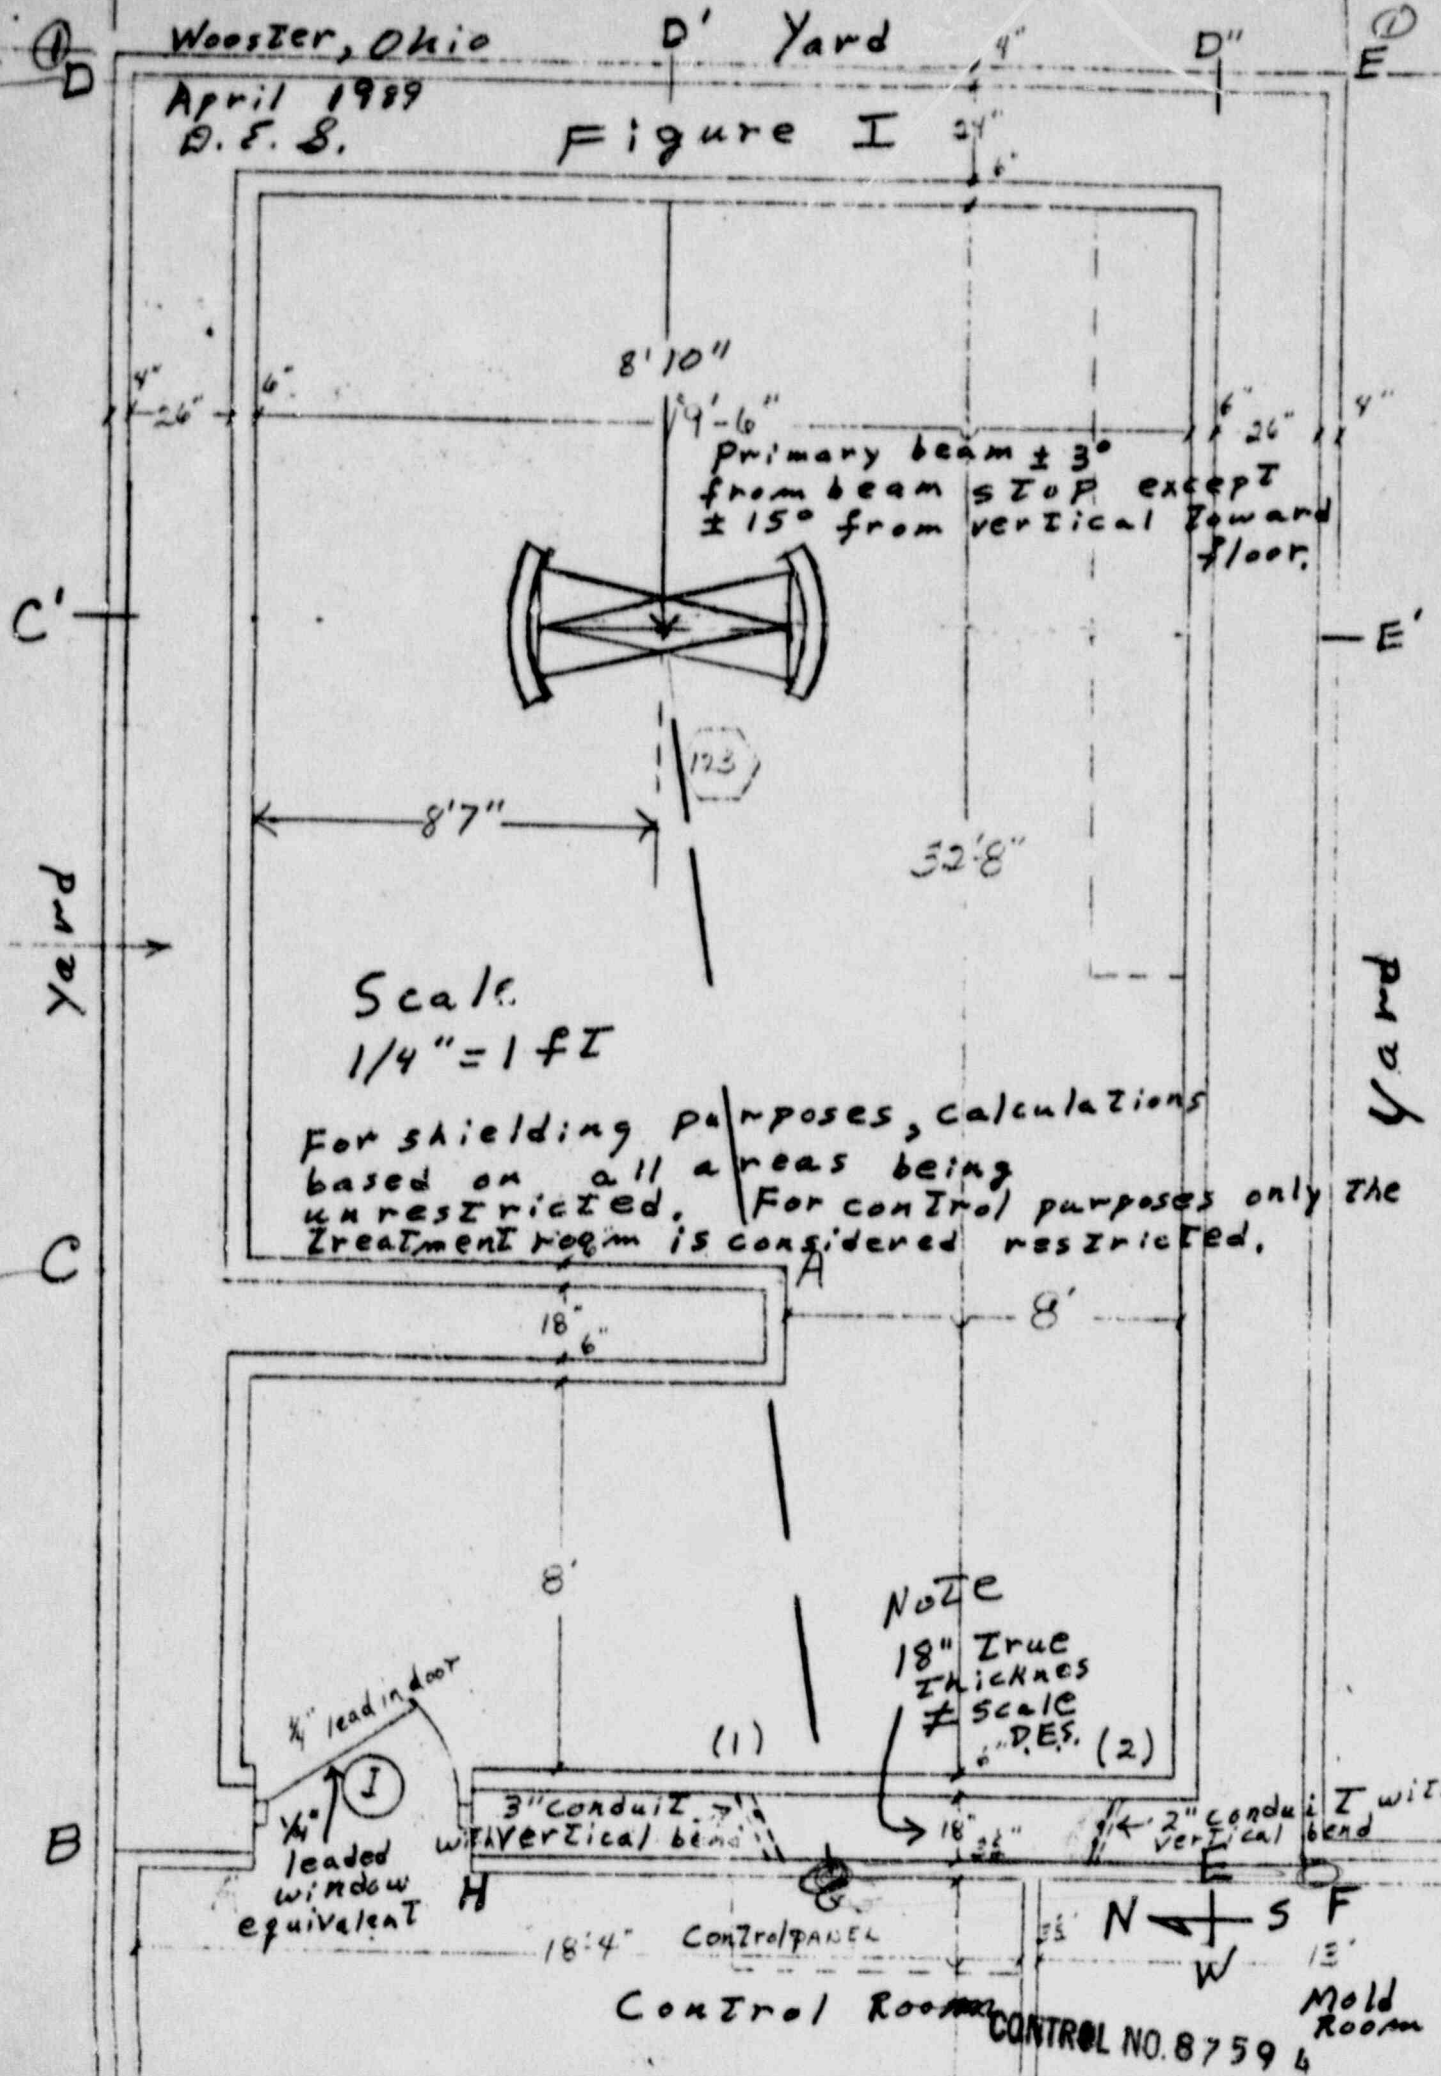 Wooster, Ohio
D' Yard
4"
D"
E
D
April 1989
D.E.S.
Figure I
24"
6"
8'10"
4"
26"
6"
19'-6"
6"
26"
4"
Primary beam ± 3°
from beam stop except
± 15° from vertical toward
floor.
C'
E'
123
8'7"
32'-8"
Yard
Yard
Scale
1/4" = 1 ft
For shielding purposes, calculations
based on all areas being
unrestricted. For control purposes only the
treatment room is considered restricted.
C
A
18"
6"
8'
8'
Note
18" True
Thicknes
≠ scale
D.E.S.
6"
1/4" lead in door
(1)
(2)
I
3" conduit
with vertical bend
18"
2" conduit wit
vertical bend
B
1/4"
leaded
window
equivalent
H
G
E
F
N S
W
18'-4"
Control PANEL
13'
Control Room
Mold
Room
CONTROL NO. 8759